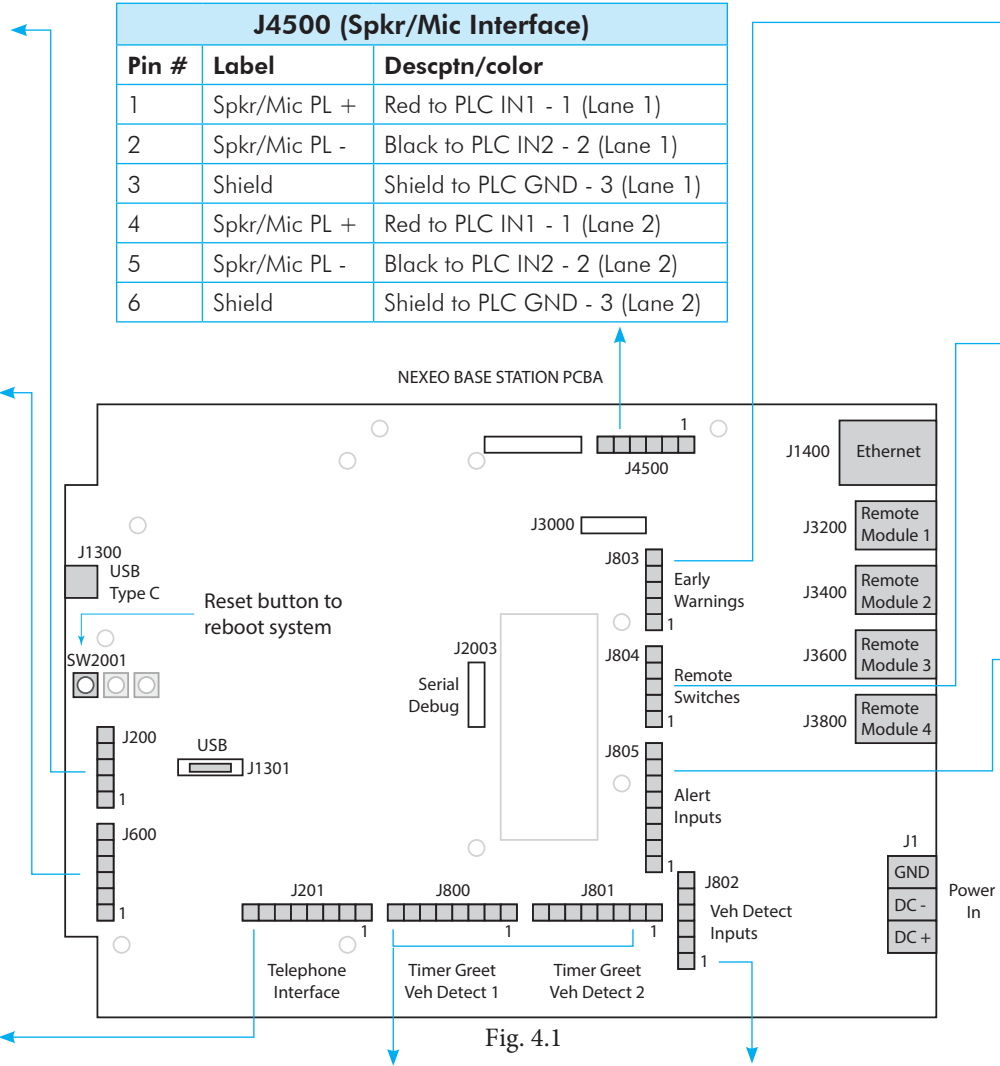 J4500 (Spkr/Mic Interface)
Pin # Label Descptn/color
1 Spkr/Mic PL + Red to PLC IN1 - 1 (Lane 1)
2 Spkr/Mic PL - Black to PLC IN2 - 2 (Lane 1)
3 Shield Shield to PLC GND - 3 (Lane 1)
4 Spkr/Mic PL + Red to PLC IN1 - 1 (Lane 2)
5 Spkr/Mic PL - Black to PLC IN2 - 2 (Lane 2)
6 Shield Shield to PLC GND - 3 (Lane 2)
NEXEO BASE STATION PCBA
1
J4500
J1400
Ethernet
J3000
J3200
Remote
Module 1
J1300
USB
Type C
J803
Early
Warnings
1
J3400
Remote
Module 2
Reset button to
reboot system
SW2001
J2003
Serial
Debug
J804
Remote
Switches
1
J3600
Remote
Module 3
J3800
Remote
Module 4
J200
1
USB
J1301
J805
Alert
Inputs
1
J600
1
J1
GND
DC -
DC +
Power
In
J201
1
J800
1
J801
1
J802
Veh Detect
Inputs
1
Telephone
Interface
Timer Greet
Veh Detect 1
Timer Greet
Veh Detect 2
Fig. 4.1